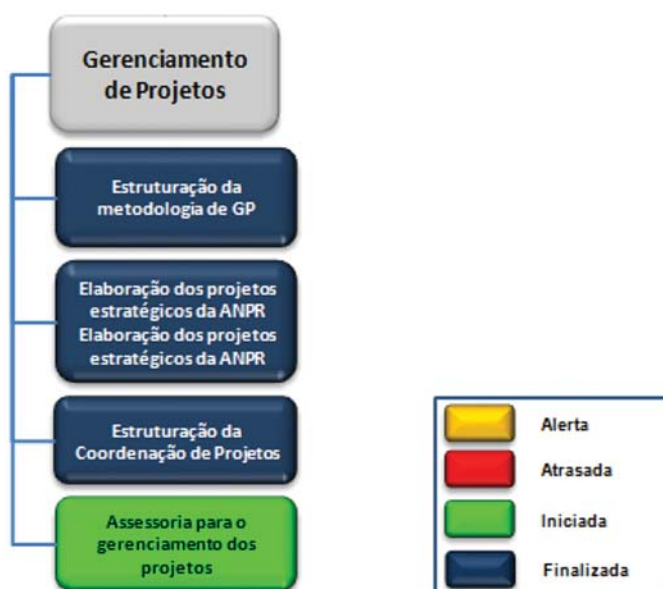 Gerenciamento
de Projetos
Estruturação da
metodologia de GP
Elaboração dos projetos
estratégicos da ANPR
Elaboração dos projetos
estratégicos da ANPR
Estruturação da
Coordenação de Projetos
Assessoria para o
gerenciamento dos
projetos
Alerta
Atrasada
Iniciada
Finalizada